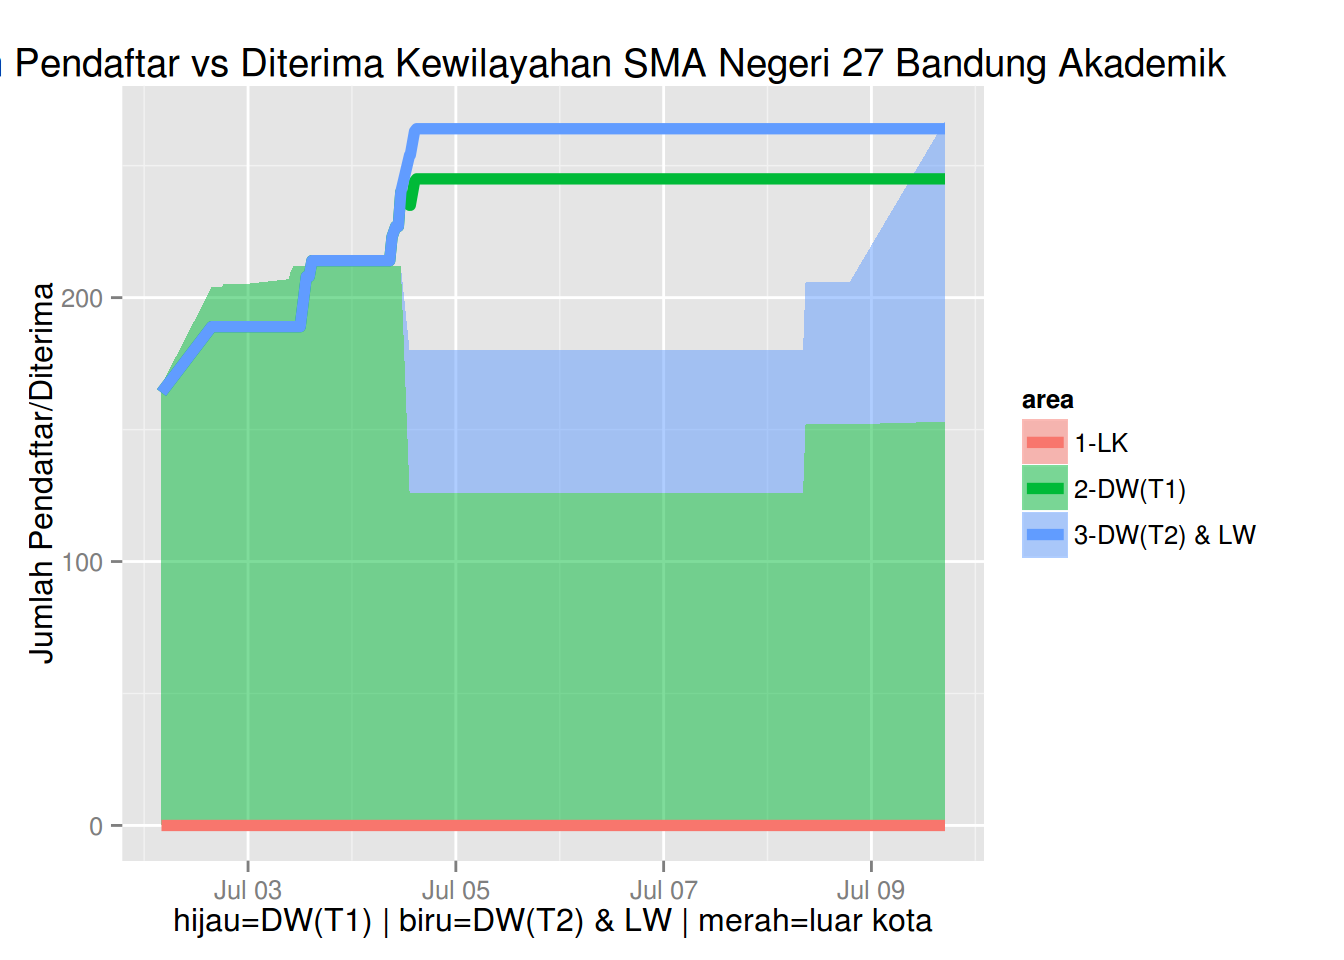 Pendaftar vs Diterima Kewilayahan SMA Negeri 27 Bandung Akademik
Jumlah Pendaftar/Diterima
200
100
0
Jul 03
Jul 05
Jul 07
Jul 09
hijau=DW(T1) | biru=DW(T2) & LW | merah=luar kota
area
1-LK
2-DW(T1)
3-DW(T2) & LW